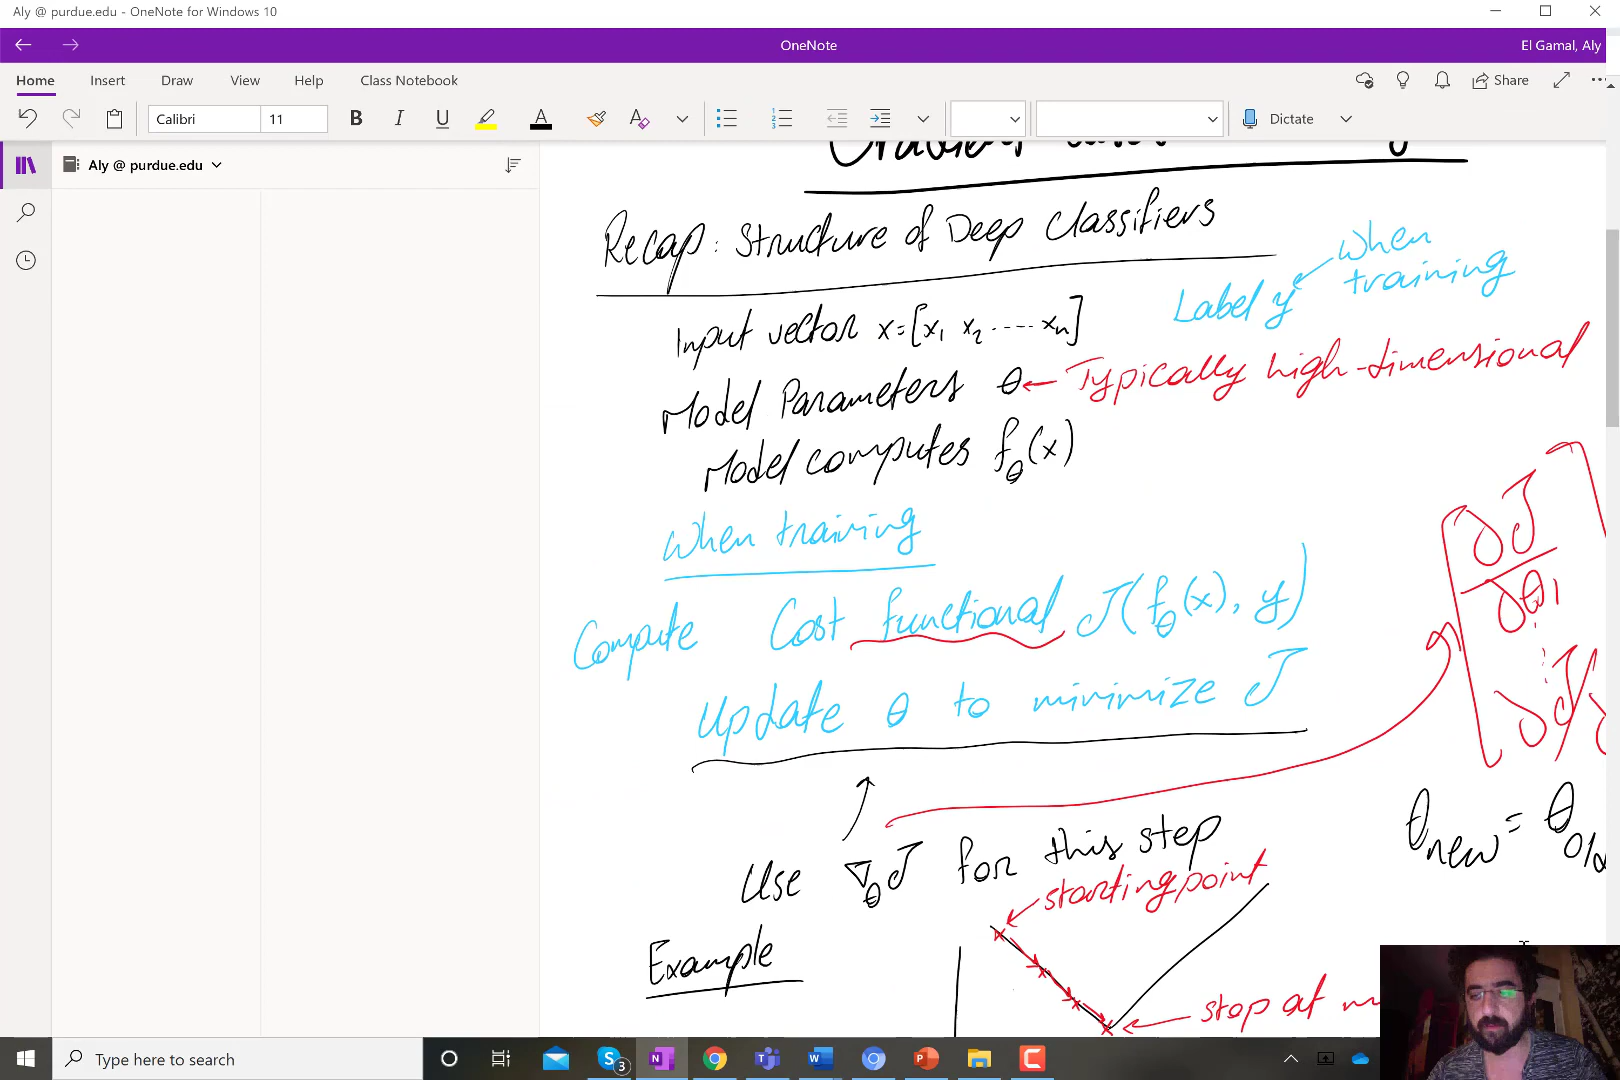 Aly @ purdue.edu - OneNote for Windows 10
OneNote
El Gamal, Aly
Home Insert Draw View Help Class Notebook
Share
Calibri 11
B I U A
Dictate
Aly @ purdue.edu
Recap: Structure of Deep Classifiers
Label y when training
Input vector x=[x1 x2 ..... xn]
Model Parameters θ ← Typically high-dimensional
Model computes fθ(x)
When training
∂J
∂θ1
Compute Cost functional J(fθ(x), y)
Update θ to minimize J
∂J/
θnew = θold
Use ∇θJ for this step
starting point
Example
stop at
Type here to search
3